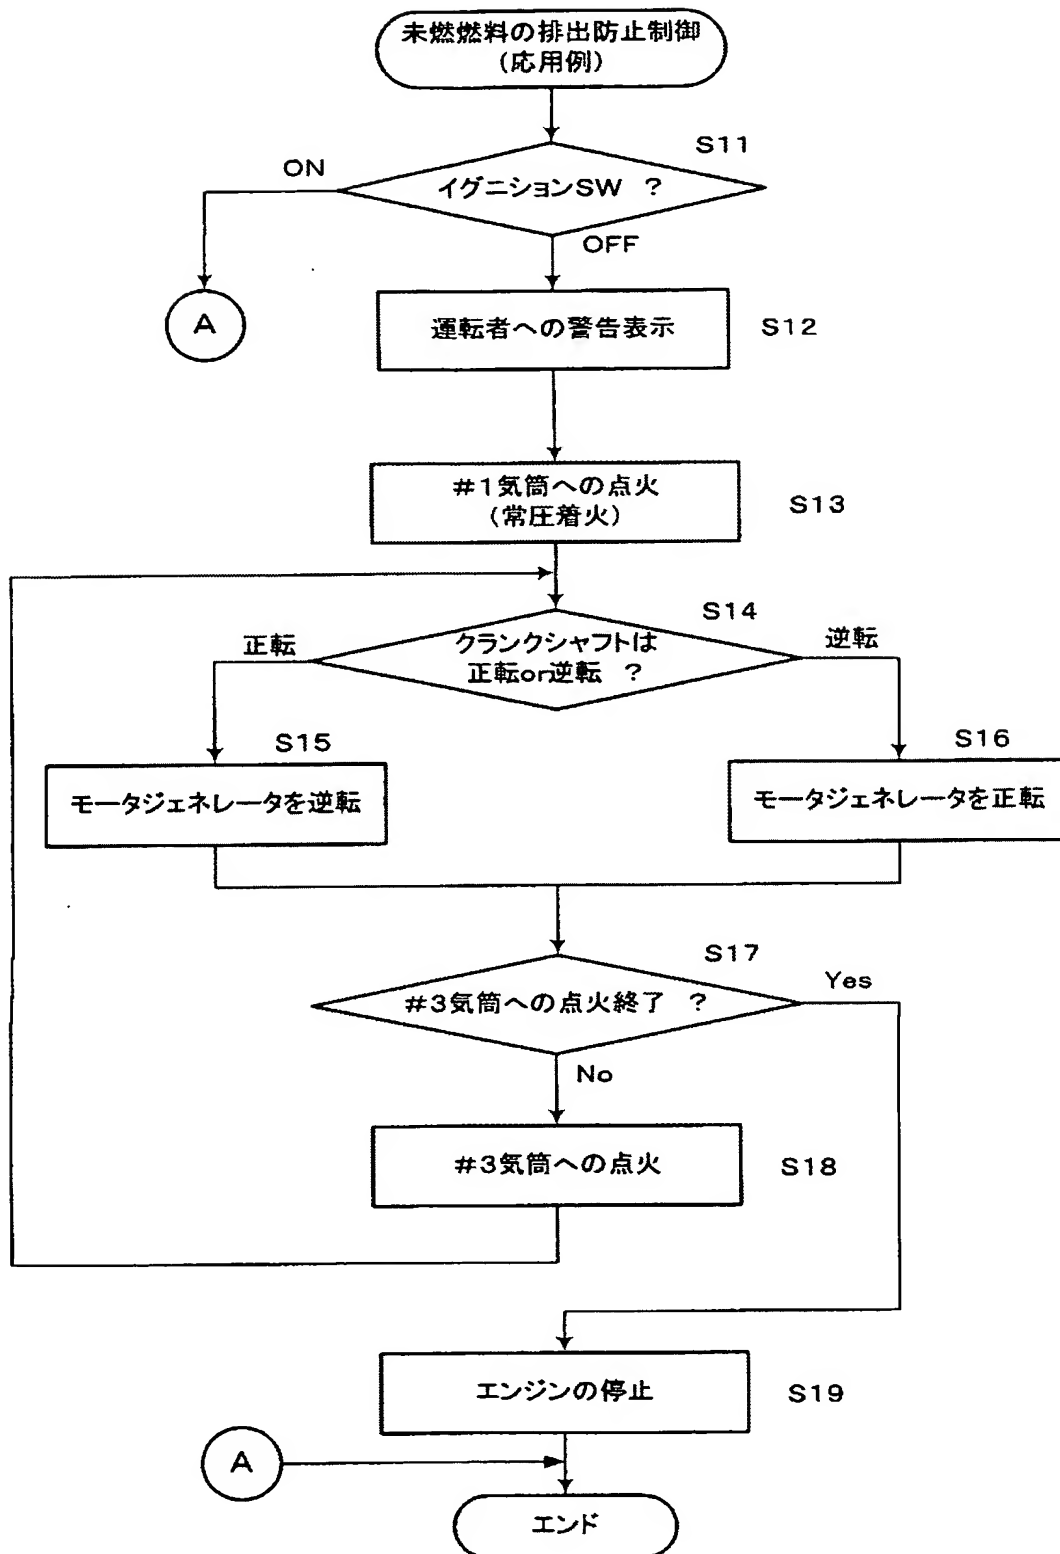 未燃燃料の排出防止制御
(応用例)
S11
ON
イグニションSW ?
OFF
A
運転者への警告表示
S12
#1気筒への点火
(常圧着火)
S13
S14
正転
クランクシャフトは
正転or逆転 ?
逆転
S15
S16
モータジェネレータを逆転
モータジェネレータを正転
S17
Yes
#3気筒への点火終了 ?
No
#3気筒への点火
S18
エンジンの停止
S19
A
エンド